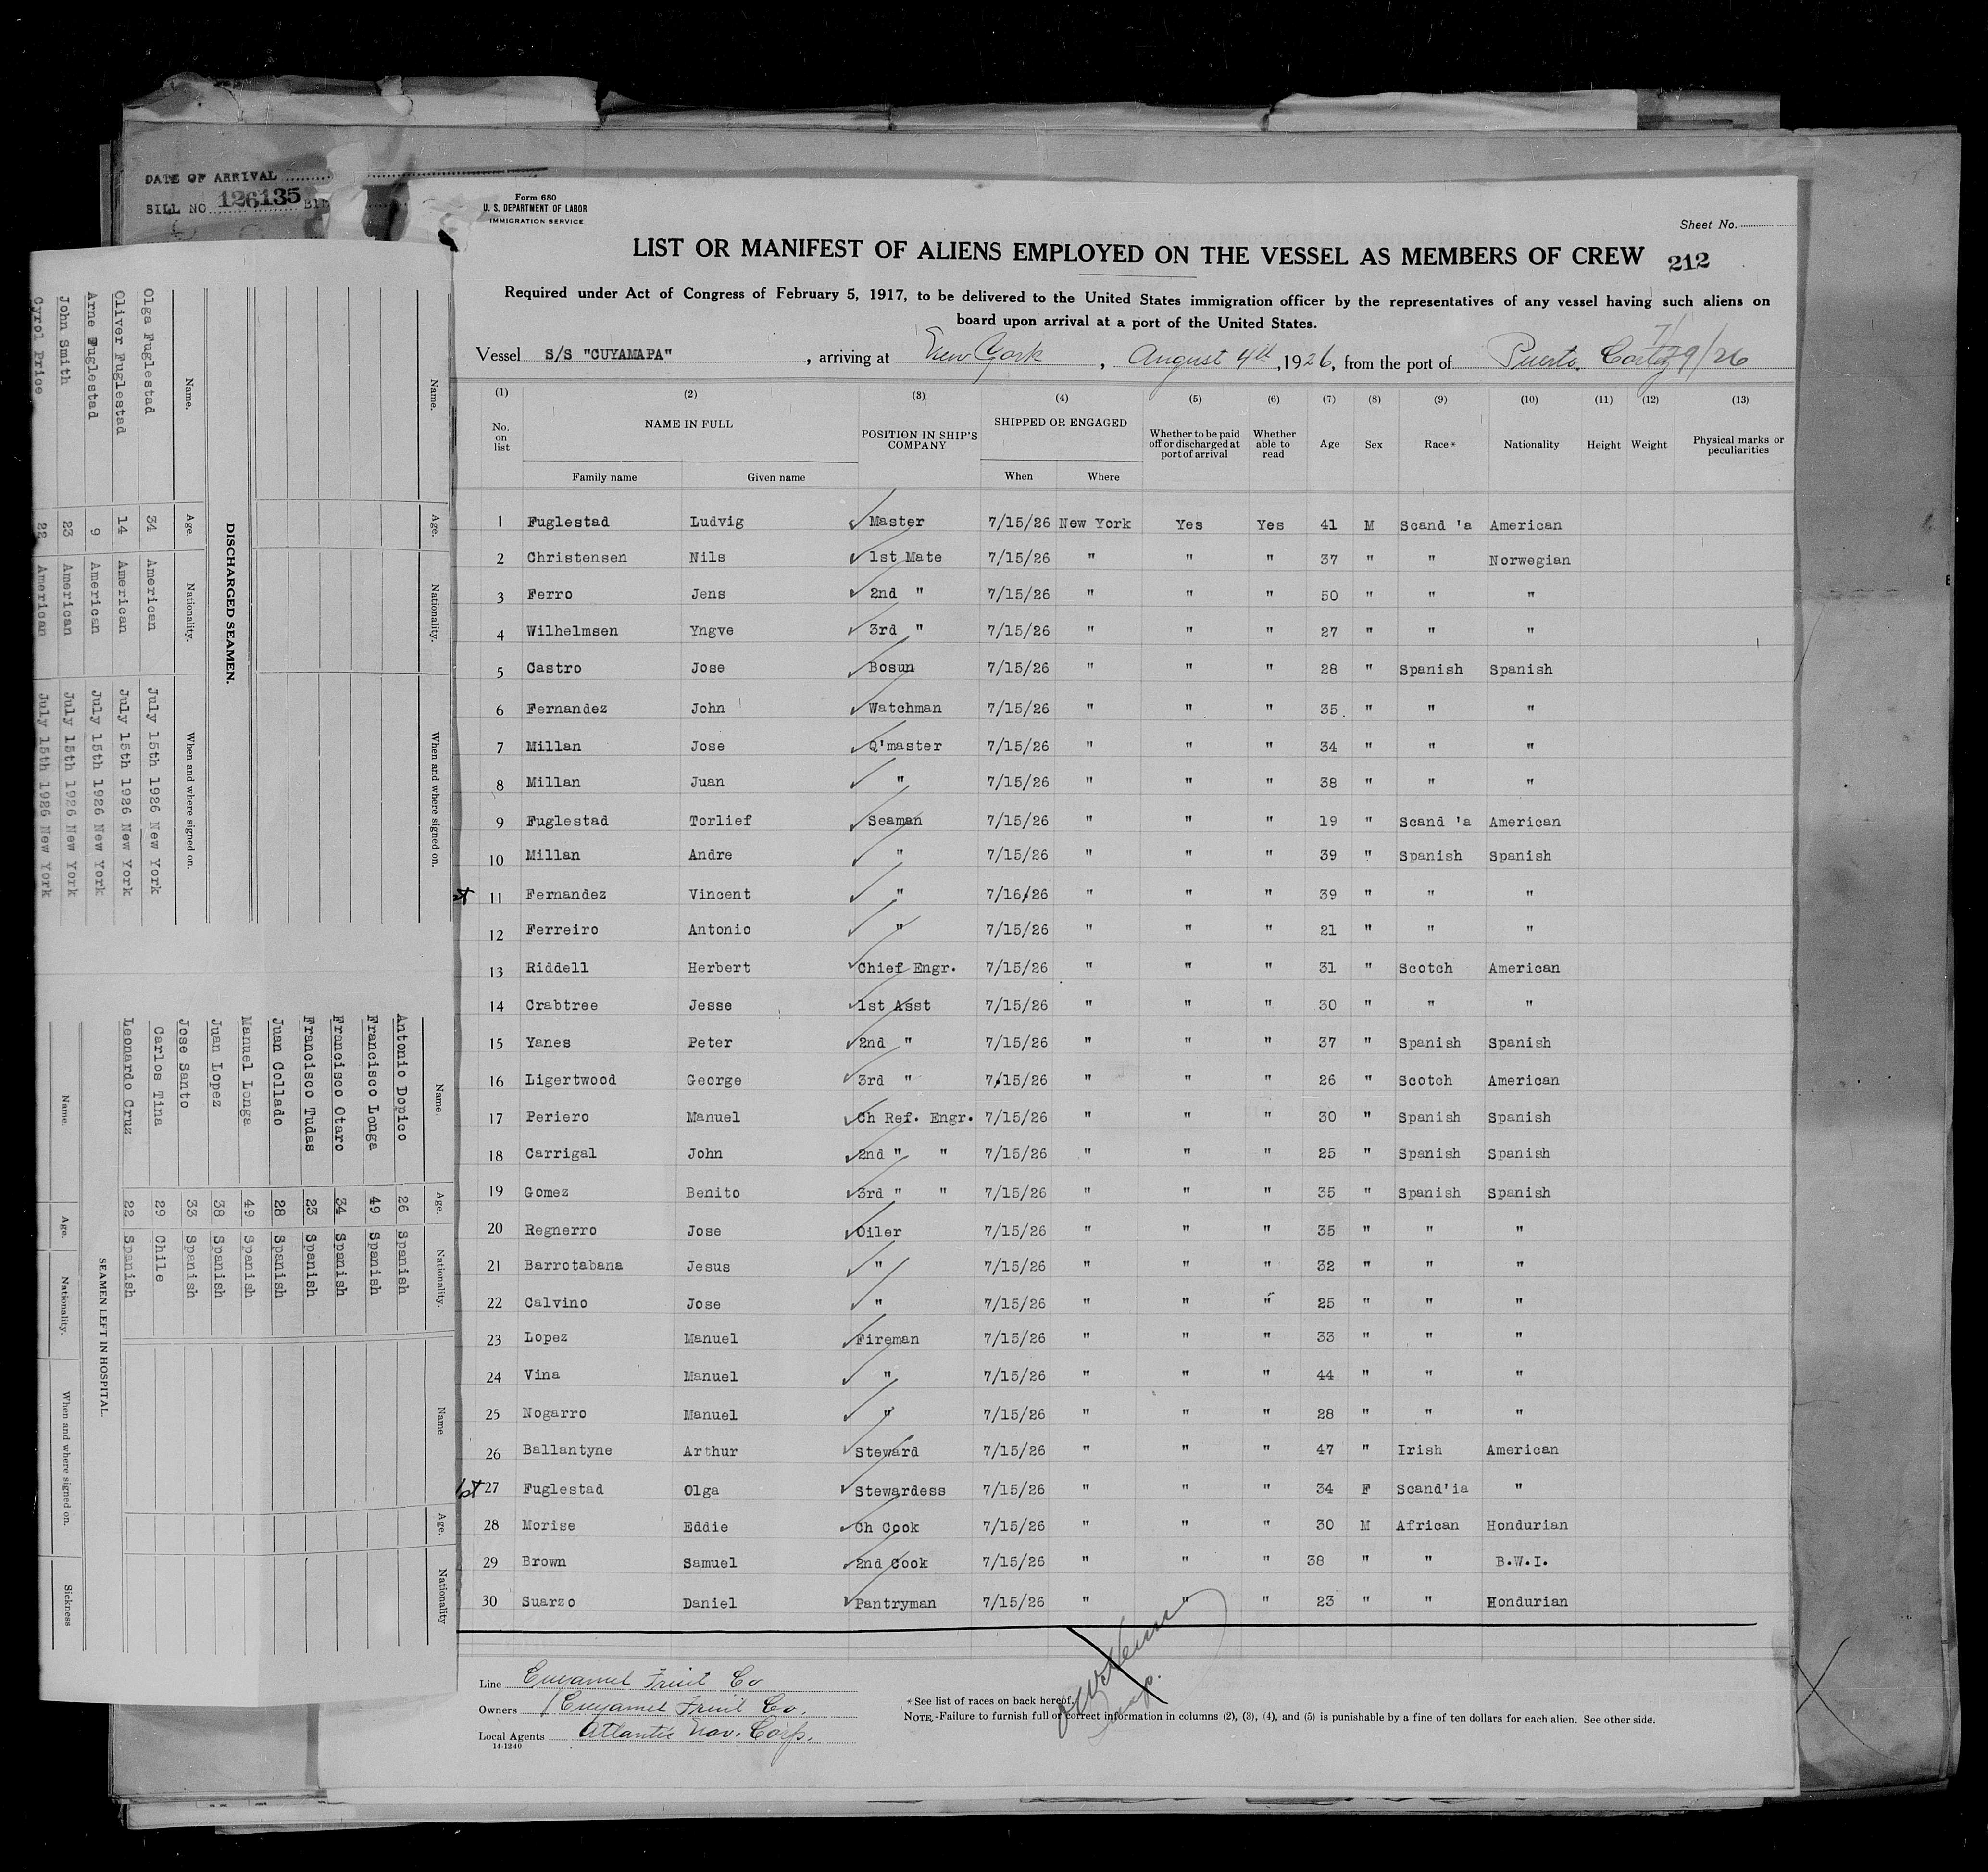 DATE OF ARRIVAL
BILL NO. 126135
Form 680
U. S. DEPARTMENT OF LABOR
IMMIGRATION SERVICE
Sheet No.
LIST OR MANIFEST OF ALIENS EMPLOYED ON THE VESSEL AS MEMBERS OF CREW 212
Required under Act of Congress of February 5, 1917, to be delivered to the United States immigration officer by the representatives of any vessel having such aliens on
board upon arrival at a port of the United States.
Vessel S/S "CUYAMAPA", arriving at New York, August 4th, 1926, from the port of Puerto Cortez 7/29/26
(1) (2) (3) (4) (5) (6) (7) (8) (9) (10) (11) (12) (13)
No. on list NAME IN FULL POSITION IN SHIP'S COMPANY SHIPPED OR ENGAGED Whether to be paid off or discharged at port of arrival Whether able to read Age Sex Race* Nationality Height Weight Physical marks or peculiarities
Family name Given name When Where
1 Fuglestad Ludvig Master 7/15/26 New York Yes Yes 41 M Scand 'a American
2 Christensen Nils 1st Mate 7/15/26 " " " 37 " " Norwegian
3 Ferro Jens 2nd " 7/15/26 " " " 50 " " "
4 Wilhelmsen Yngve 3rd " 7/15/26 " " " 27 " " "
5 Castro Jose Bosun 7/15/26 " " " 28 " Spanish Spanish
6 Fernandez John Watchman 7/15/26 " " " 35 " " "
7 Millan Jose Q'master 7/15/26 " " " 34 " " "
8 Millan Juan " 7/15/26 " " " 38 " " "
9 Fuglestad Torlief Seaman 7/15/26 " " " 19 " Scand 'a American
10 Millan Andre " 7/15/26 " " " 39 " Spanish Spanish
11 Fernandez Vincent " 7/16/26 " " " 39 " " "
12 Ferreiro Antonio " 7/15/26 " " " 21 " " "
13 Riddell Herbert Chief Engr. 7/15/26 " " " 31 " Scotch American
14 Crabtree Jesse 1st Asst 7/15/26 " " " 30 " " "
15 Yanes Peter 2nd " 7/15/26 " " " 37 " Spanish Spanish
16 Ligertwood George 3rd " 7/15/26 " " " 26 " Scotch American
17 Periero Manuel Ch Ref. Engr. 7/15/26 " " " 30 " Spanish Spanish
18 Carrigal John 2nd " " 7/15/26 " " " 25 " Spanish Spanish
19 Gomez Benito 3rd " " 7/15/26 " " " 35 " Spanish Spanish
20 Regnerro Jose Oiler 7/15/26 " " " 35 " " "
21 Barrotabana Jesus " 7/15/26 " " " 32 " " "
22 Calvino Jose " 7/15/26 " " " 25 " " "
23 Lopez Manuel Fireman 7/15/26 " " " 33 " " "
24 Vina Manuel " 7/15/26 " " " 44 " " "
25 Nogarro Manuel " 7/15/26 " " " 28 " " "
26 Ballantyne Arthur Steward 7/15/26 " " " 47 " Irish American
27 Fuglestad Olga Stewardess 7/15/26 " " " 34 F Scand'ia "
28 Morise Eddie Ch Cook 7/15/26 " " " 30 M African Hondurian
29 Brown Samuel 2nd Cook 7/15/26 " " " 38 " " B.W.I.
30 Suarzo Daniel Pantryman 7/15/26 " " " 23 " " Hondurian
Line Cuyamel Fruit Co
Owners Cuyamel Fruit Co.
Local Agents Atlantic Nav. Corp.
14-1240
*See list of races on back hereof.
NOTE.-Failure to furnish full or correct information in columns (2), (3), (4), and (5) is punishable by a fine of ten dollars for each alien. See other side.
Name. Age. Nationality. When and where signed on.
DISCHARGED SEAMEN.
Name. Age. Nationality. When and where signed on.
Olga Fuglestad 34 American July 15th 1926 New York
Oliver Fuglestad 14 American July 15th 1926 New York
Arne Fuglestad 9 American July 15th 1926 New York
John Smith 23 American July 15th 1926 New York
Cyrol Price 22 American July 15th 1926 New York
Name. Age. Nationality. Name Age. Nationality
Antonio Dopico 26 Spanish
Francisco Longa 49 Spanish
Francisco Otaro 34 Spanish
Francisco Tudas 23 Spanish
Juan Collado 28 Spanish
Manuel Longa 49 Spanish
Juan Lopez 38 Spanish
Jose Santo 33 Spanish
Carlos Tina 29 Chile
Leonardo Cruz 22 Spanish
SEAMEN LEFT IN HOSPITAL.
Name. Age. Nationality. When and where signed on. Sickness